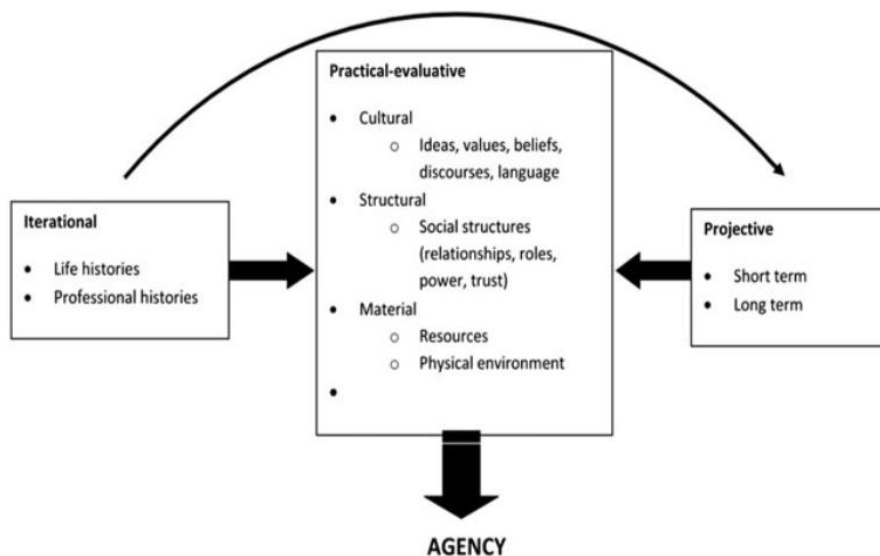 Practical-evaluative
• Cultural
○ Ideas, values, beliefs,
discourses, language
• Structural
○ Social structures
(relationships, roles,
power, trust)
• Material
○ Resources
○ Physical environment
•
Iterational
• Life histories
• Professional histories
Projective
• Short term
• Long term
AGENCY